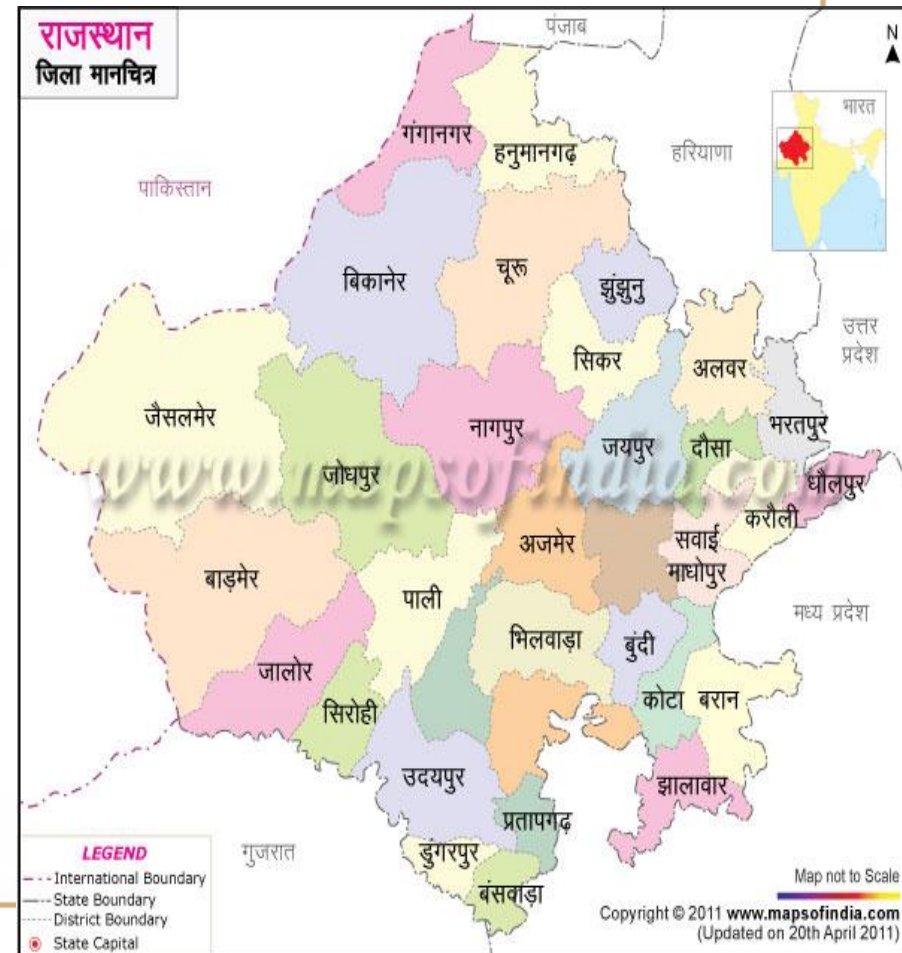 राजस्थान
जिला मानचित्र
पंजाब
N
भारत
गंगानगर
हनुमानगढ़
हरियाणा
पाकिस्तान
बिकानेर
चूरू
झुंझुनु
उत्तर
प्रदेश
सिकर
अलवर
जैसलमेर
नागपुर
जयपुर
दौसा
भरतपुर
जोधपुर
www.mapsofindia.com
धौलपुर
करौली
अजमेर
सवाई
माधोपुर
बाड़मेर
पाली
मध्य प्रदेश
भिलवाड़ा
बुंदी
जालोर
सिरोही
कोटा
बरान
उदयपुर
झालावार
प्रतापगढ़
गुजरात
डुंगरपुर
बंसवाड़ा
LEGEND
International Boundary
State Boundary
District Boundary
State Capital
Map not to Scale
Copyright © 2011 www.mapsofindia.com
(Updated on 20th April 2011)